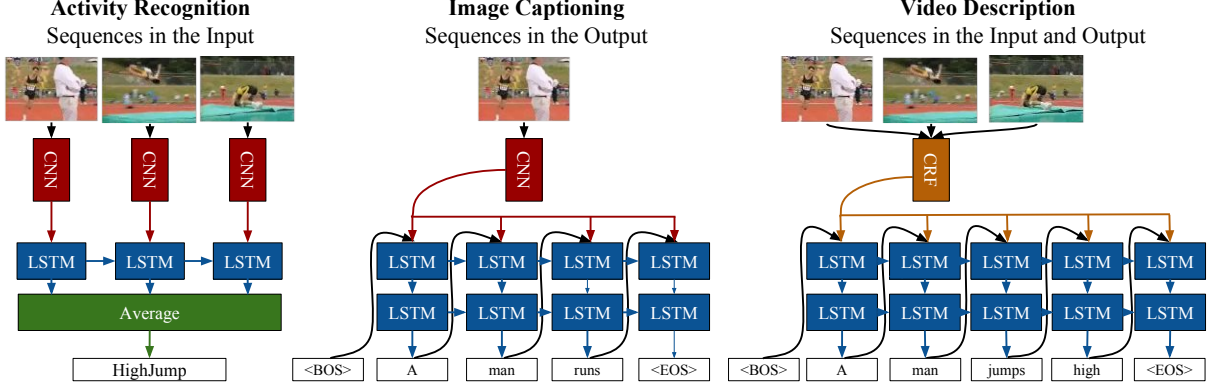 Activity Recognition
Sequences in the Input
CNN
CNN
CNN
LSTM
LSTM
LSTM
Average
HighJump
Image Captioning
Sequences in the Output
CNN
LSTM
LSTM
LSTM
LSTM
LSTM
LSTM
LSTM
LSTM
<BOS>
A
man
runs
<EOS>
Video Description
Sequences in the Input and Output
CRF
LSTM
LSTM
LSTM
LSTM
LSTM
LSTM
LSTM
LSTM
LSTM
LSTM
<BOS>
A
man
jumps
high
<EOS>